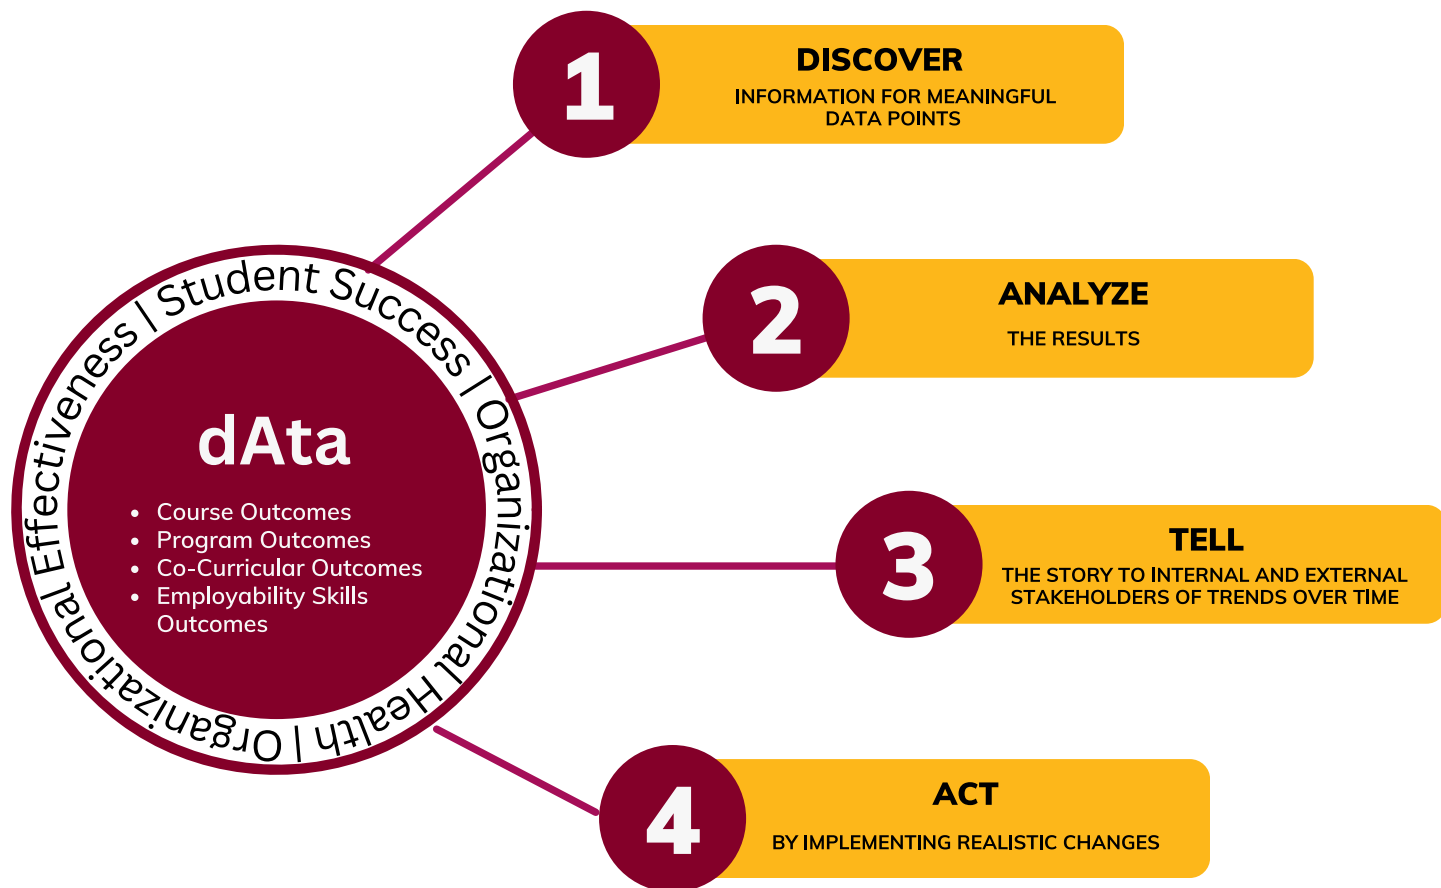 1
DISCOVER
INFORMATION FOR MEANINGFUL
DATA POINTS
2
ANALYZE
THE RESULTS
Student Success | Organizational Health | Organizational Effectiveness |
dAta
• Course Outcomes
• Program Outcomes
• Co-Curricular Outcomes
• Employability Skills
Outcomes
3
TELL
THE STORY TO INTERNAL AND EXTERNAL
STAKEHOLDERS OF TRENDS OVER TIME
4
ACT
BY IMPLEMENTING REALISTIC CHANGES